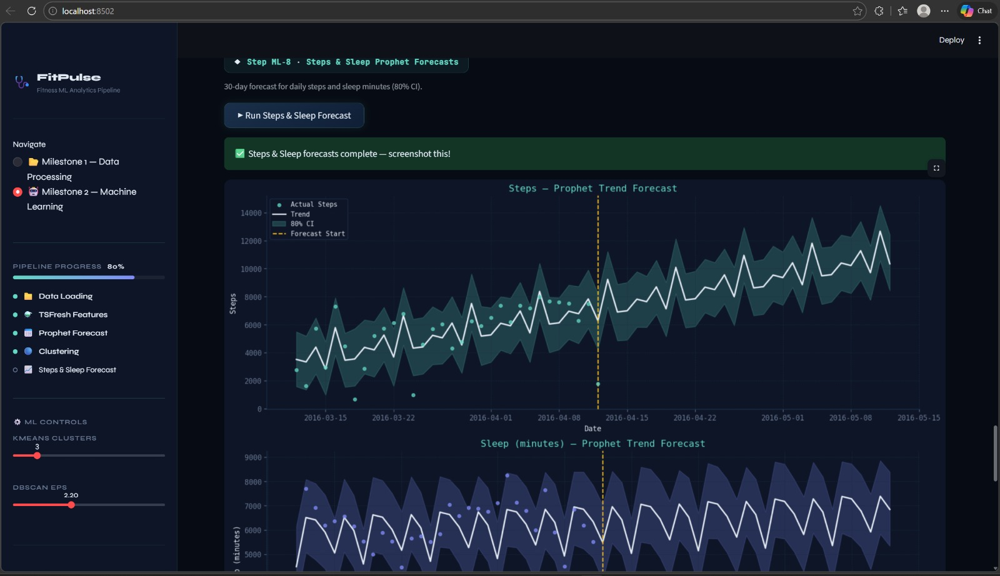 localhost:8502
Chat
Deploy
FitPulse
Fitness ML Analytics Pipeline
Navigate
Milestone 1 — Data
Processing
Milestone 2 — Machine
Learning
PIPELINE PROGRESS 80%
Data Loading
TSFresh Features
Prophet Forecast
Clustering
Steps & Sleep Forecast
ML CONTROLS
KMEANS CLUSTERS
3
DBSCAN EPS
2.20
◆ Step ML-8 · Steps & Sleep Prophet Forecasts
30-day forecast for daily steps and sleep minutes (80% CI).
▶ Run Steps & Sleep Forecast
✅ Steps & Sleep forecasts complete — screenshot this!
Steps — Prophet Trend Forecast
Actual Steps
Trend
80% CI
Forecast Start
14000
12000
10000
8000
6000
4000
2000
0
Steps
2016-03-15 2016-03-22 2016-04-01 2016-04-08 2016-04-15 2016-04-22 2016-05-01 2016-05-08 2016-05-15
Date
Sleep (minutes) — Prophet Trend Forecast
9000
8000
7000
6000
5000
(minutes)